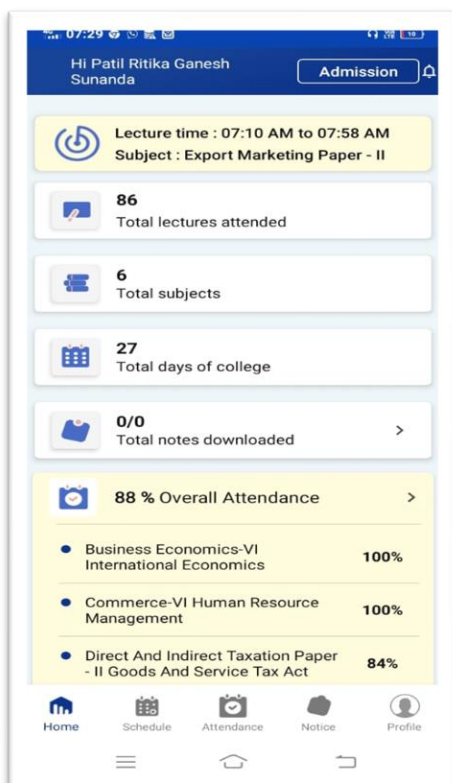 07:29
10
Hi Patil Ritika Ganesh
Sunanda
Admission
Lecture time : 07:10 AM to 07:58 AM
Subject : Export Marketing Paper - II
86
Total lectures attended
6
Total subjects
27
Total days of college
0/0
Total notes downloaded
88 % Overall Attendance
Business Economics-VI
International Economics
100%
Commerce-VI Human Resource
Management
100%
Direct And Indirect Taxation Paper
- II Goods And Service Tax Act
84%
Home
Schedule
Attendance
Notice
Profile